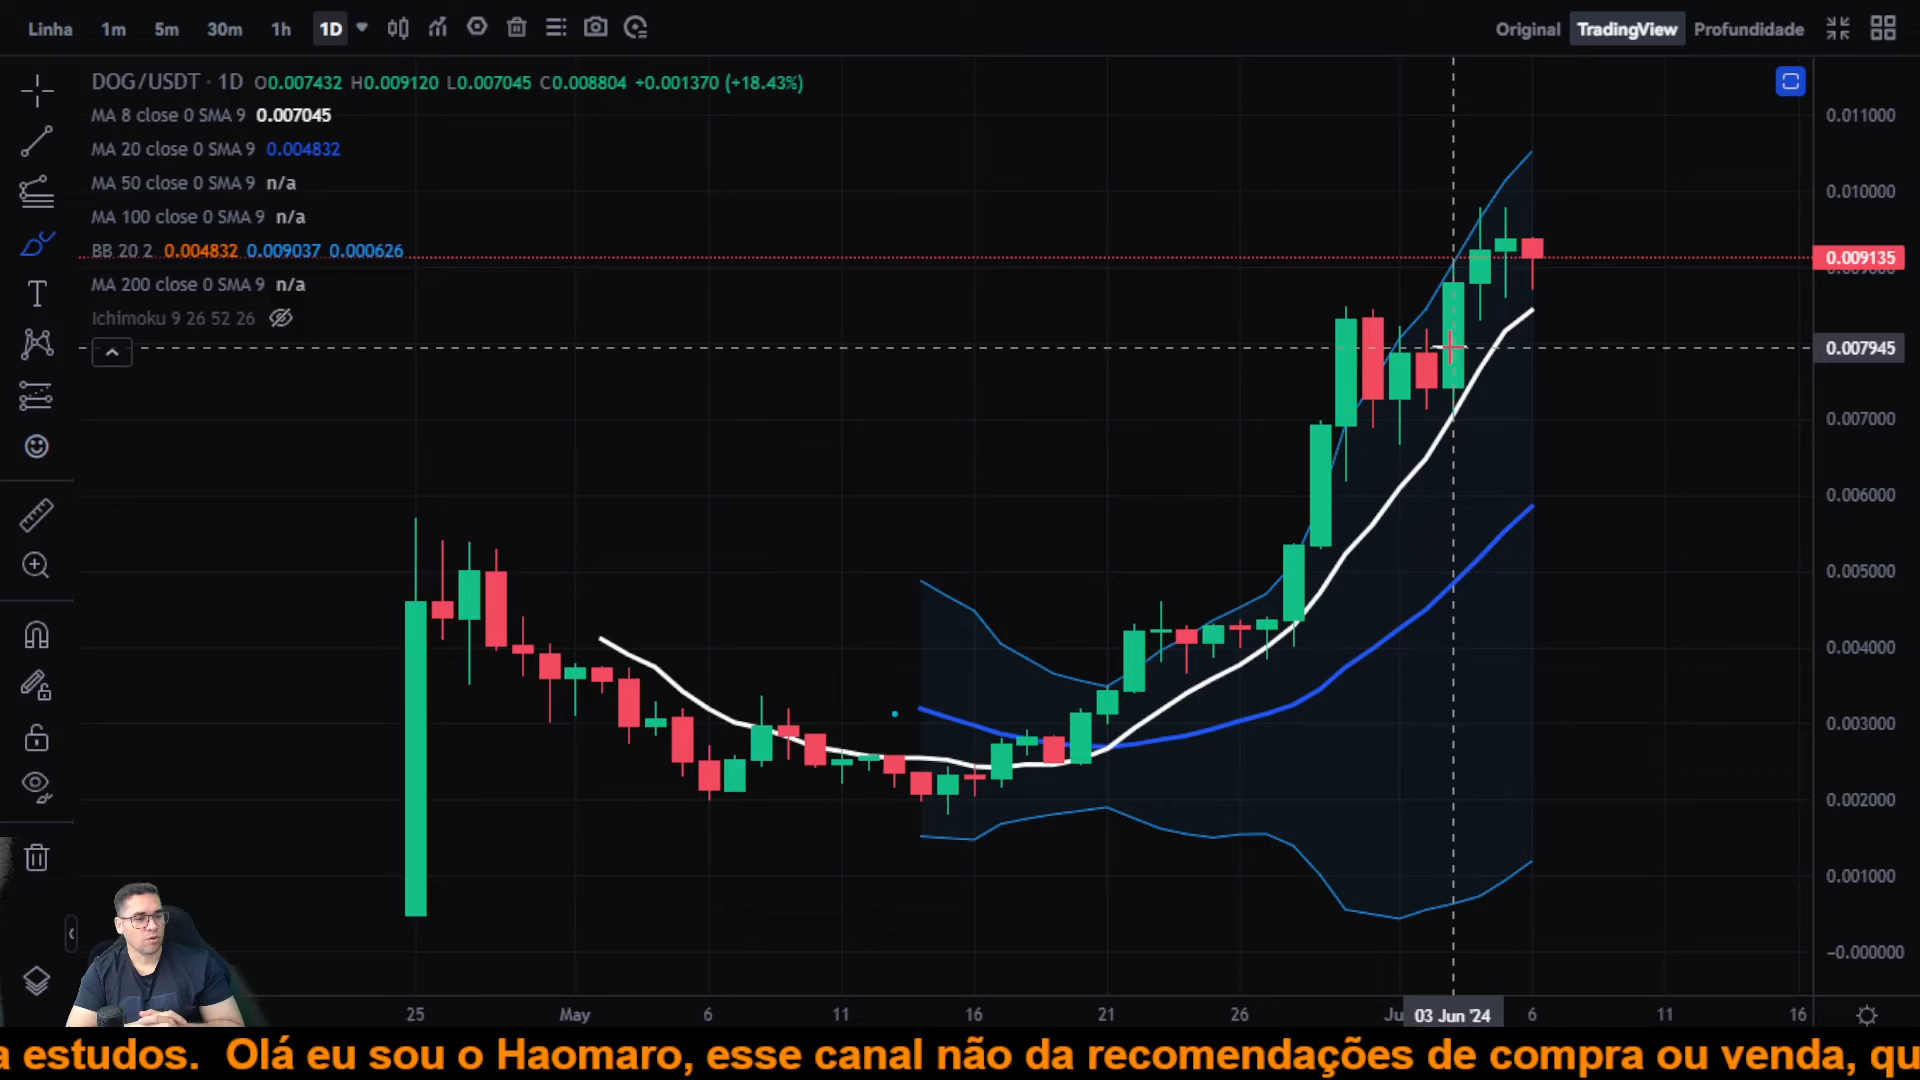 Linha 1m 5m 30m 1h 1D Original TradingView Profundidade
DOG/USDT · 1D O0.007432 H0.009120 L0.007045 C0.008804 +0.001370 (+18.43%)
MA 8 close 0 SMA 9 0.007045
MA 20 close 0 SMA 9 0.004832
MA 50 close 0 SMA 9 n/a
MA 100 close 0 SMA 9 n/a
BB 20 2 0.004832 0.009037 0.000626
MA 200 close 0 SMA 9 n/a
Ichimoku 9 26 52 26
0.011000
0.010000
0.009135
0.007945
0.007000
0.006000
0.005000
0.004000
0.003000
0.002000
0.001000
-0.000000
25 May 6 11 16 21 26 Ju 03 Jun '24 6 11 16
a estudos. Olá eu sou o Haomaro, esse canal não da recomendações de compra ou venda, qu